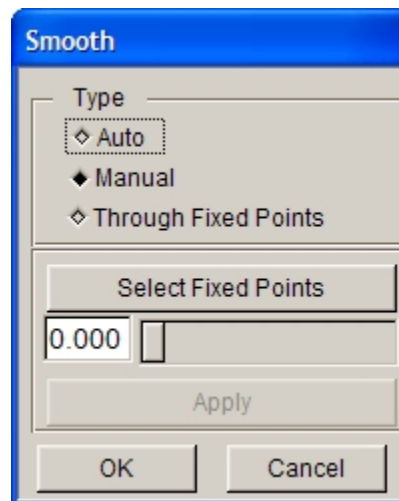 Smooth
Type
Auto
Manual
Through Fixed Points
Select Fixed Points
0.000
Apply
OK
Cancel